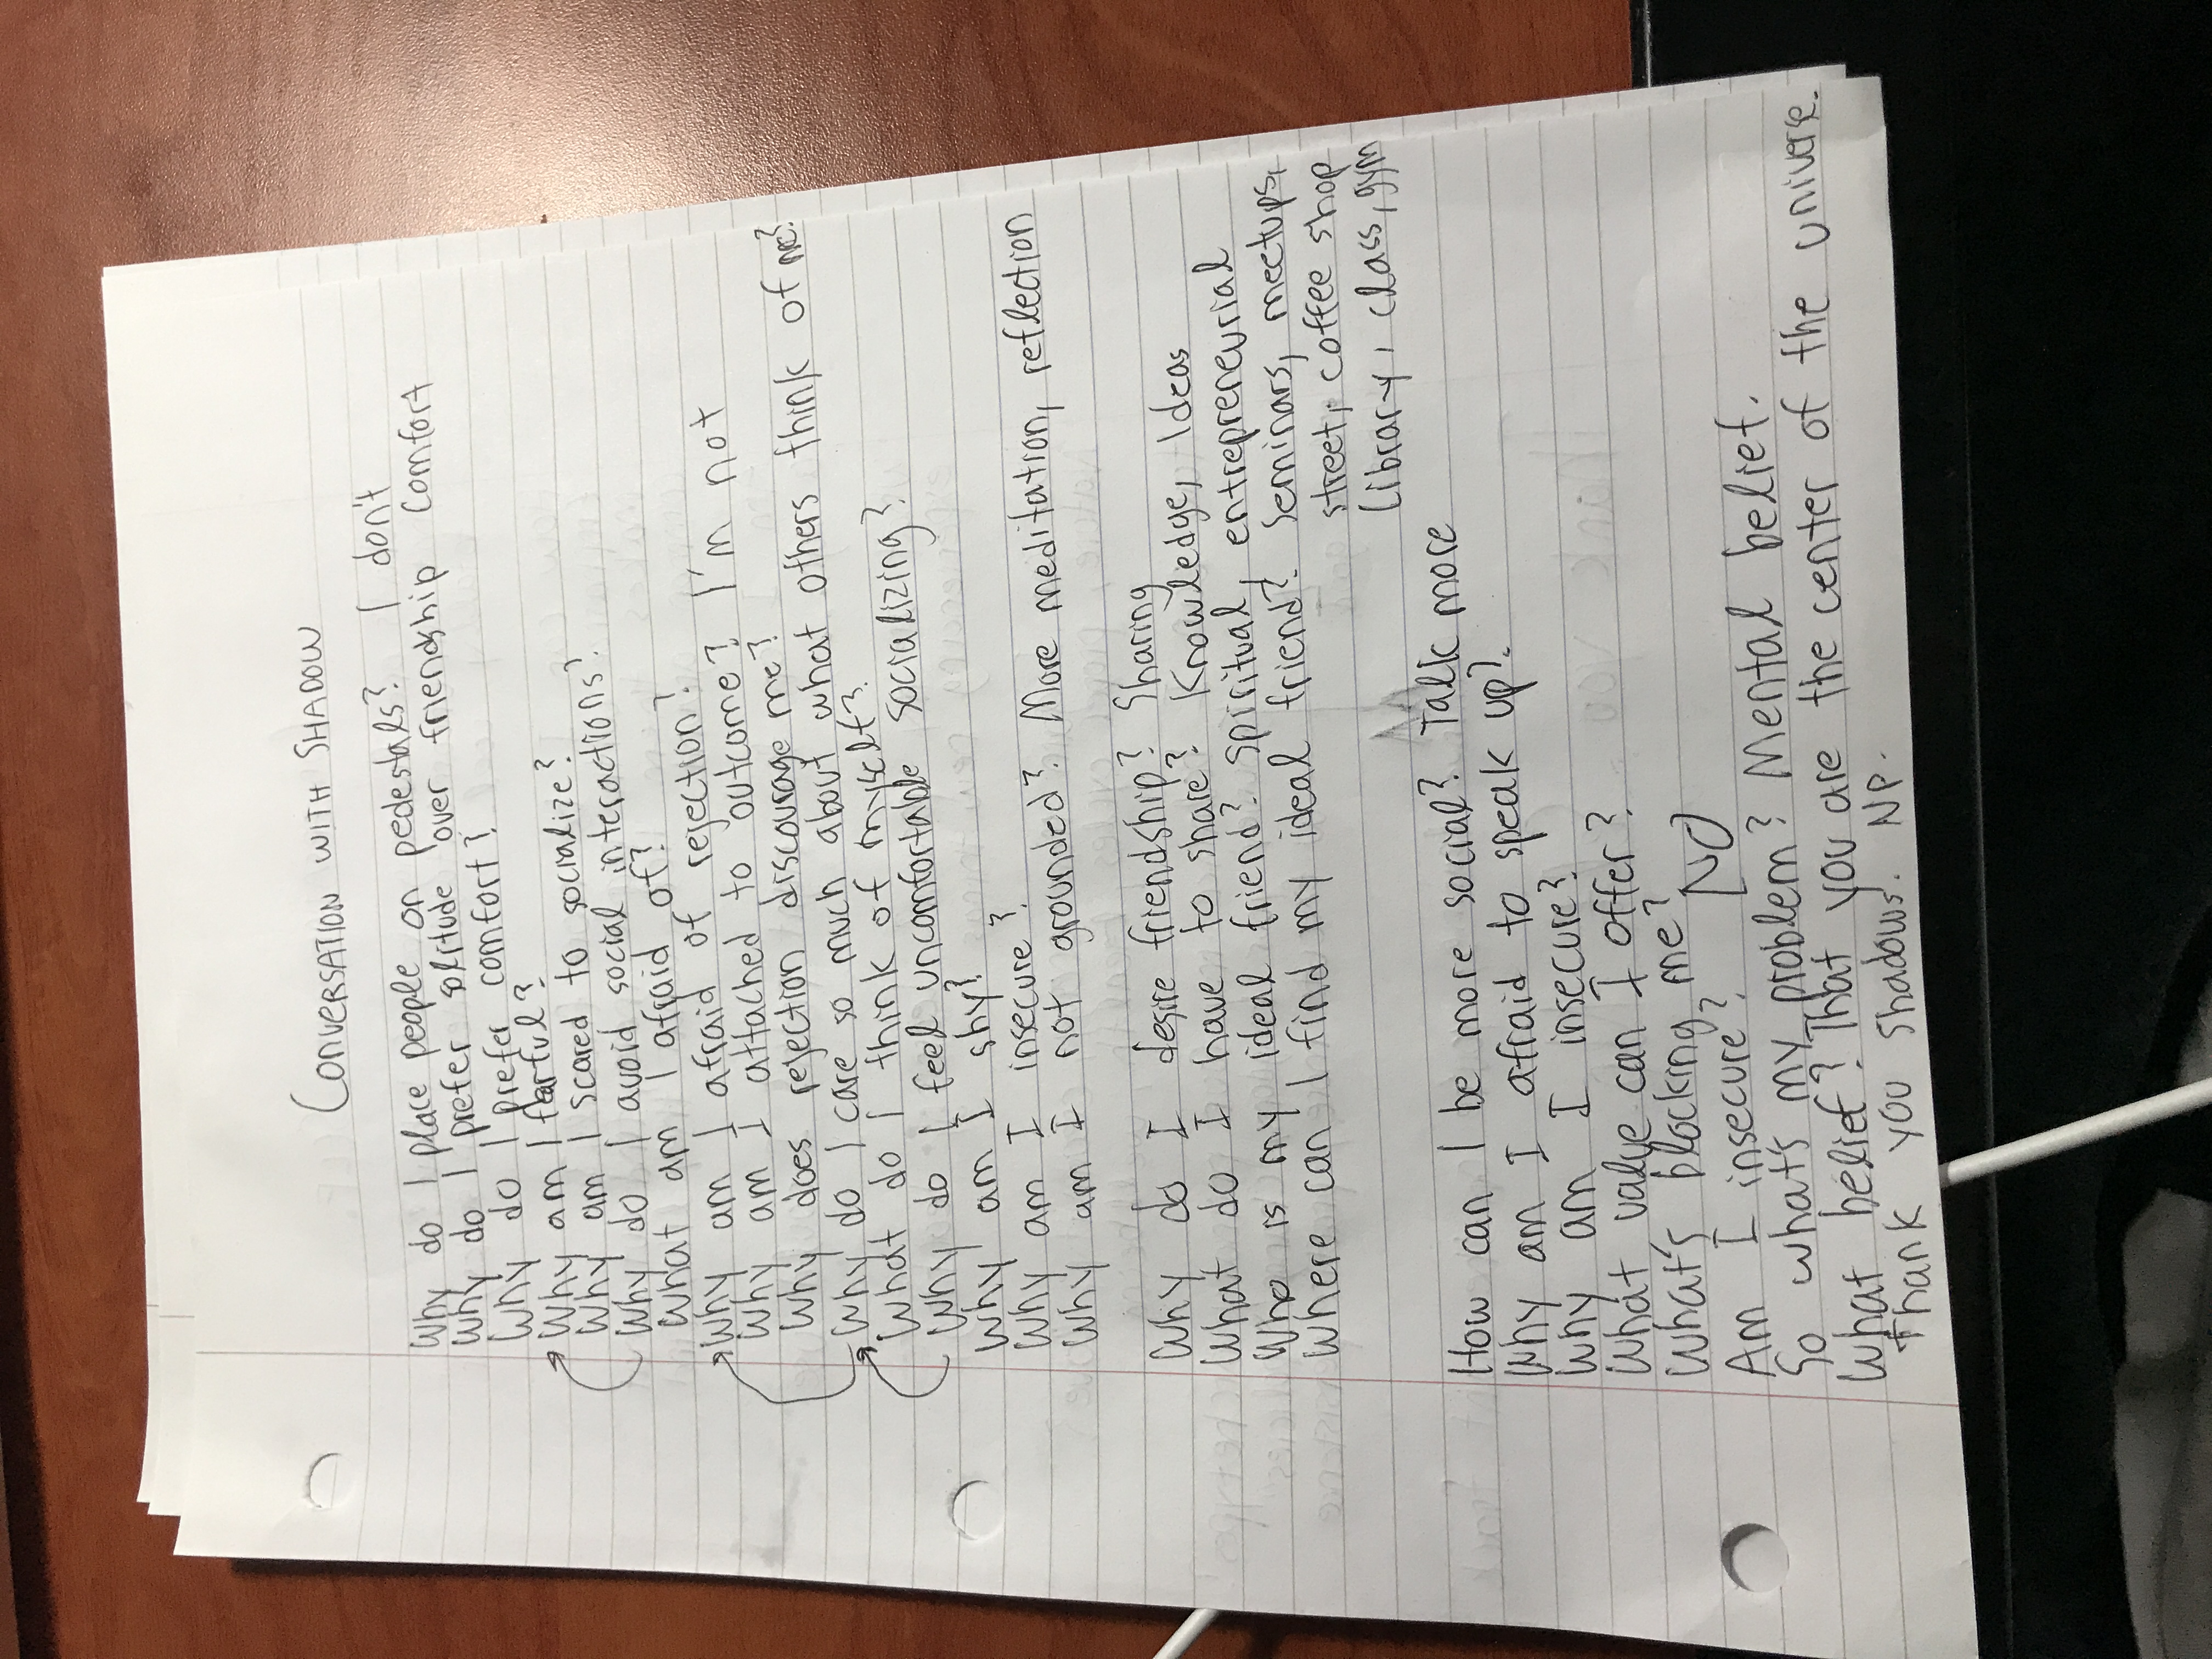 CONVERSATION WITH SHADOW
Why do I place people on pedestals? I don't
Why do I prefer solitude over friendship Comfort
Why do I prefer comfort?
Why am I fearful?
Why am I scared to socialize?
Why do I avoid social interactions?
What am I afraid of?
Why am I afraid of rejection?
Why am I attached to outcome? I'm not
Why does rejection discourage me?
Why do I care so much about what others think of me?
What do I think of myself?
Why do I feel uncomfortable socializing?
Why am I shy?
Why am I insecure?
Why am I not grounded? More meditation, reflection
Why do I desire friendship? Sharing
What do I have to share? Knowledge, Ideas
Who is my ideal friend? Spiritual, entrepreneurial
Where can I find my ideal friend? Seminars, meetups,
street, coffee shop
Library, class, gym
How can I be more social? Talk more
Why am I afraid to speak up?
Why am I insecure?
What value can I offer?
What's blocking me?
Am I insecure? NO
So what's my problem? Mental belief.
What belief? That you are the center of the universe.
Thank you Shadows. NP.